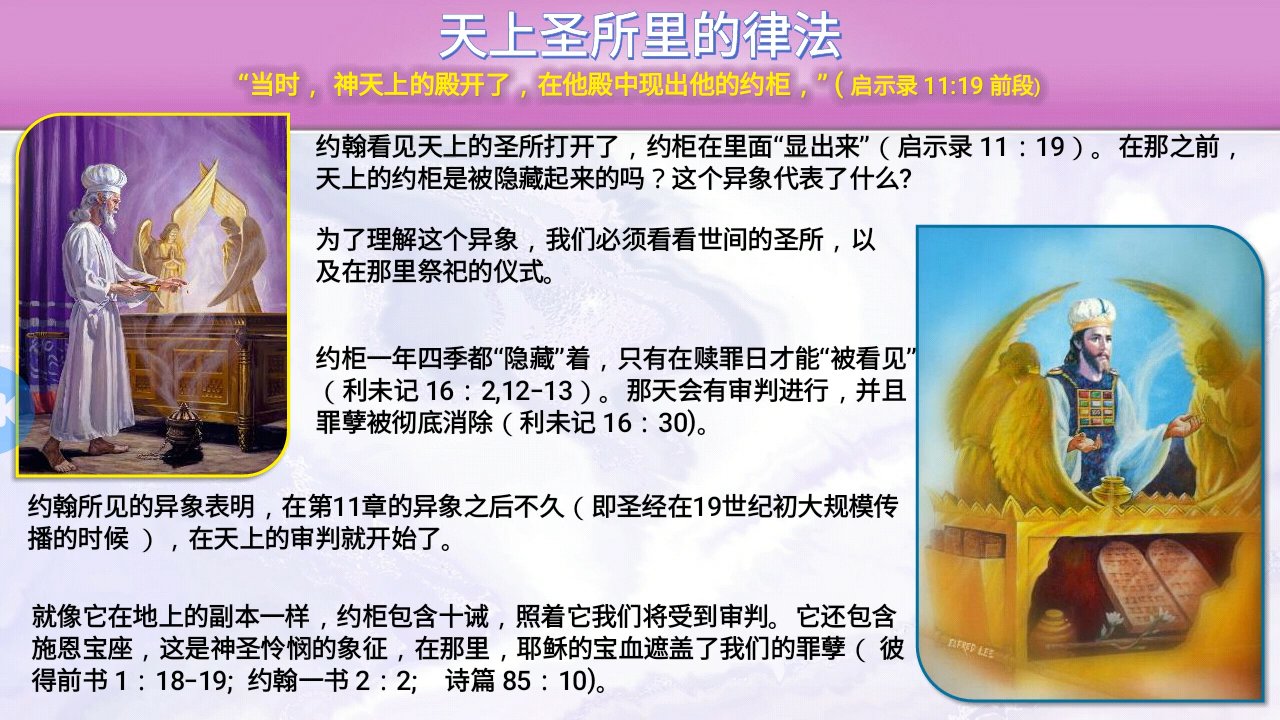 天上圣所里的律法
“当时， 神天上的殿开了，在他殿中现出他的约柜，” ( 启示录 11:19 前段)
约翰看见天上的圣所打开了，约柜在里面“显出来”（启示录 11：19）。在那之前，
天上的约柜是被隐藏起来的吗？这个异象代表了什么?
为了理解这个异象，我们必须看看世间的圣所，以
及在那里祭祀的仪式。
约柜一年四季都“隐藏”着，只有在赎罪日才能“被看见”
（利未记 16：2,12-13）。那天会有审判进行，并且
罪孽被彻底消除（利未记 16：30)。
约翰所见的异象表明，在第11章的异象之后不久（即圣经在19世纪初大规模传
播的时候 ），在天上的审判就开始了。
就像它在地上的副本一样，约柜包含十诫，照着它我们将受到审判。它还包含
施恩宝座，这是神圣怜悯的象征，在那里，耶稣的宝血遮盖了我们的罪孽（ 彼
得前书 1：18-19; 约翰一书 2：2; 诗篇 85：10)。
ELFRED LEE